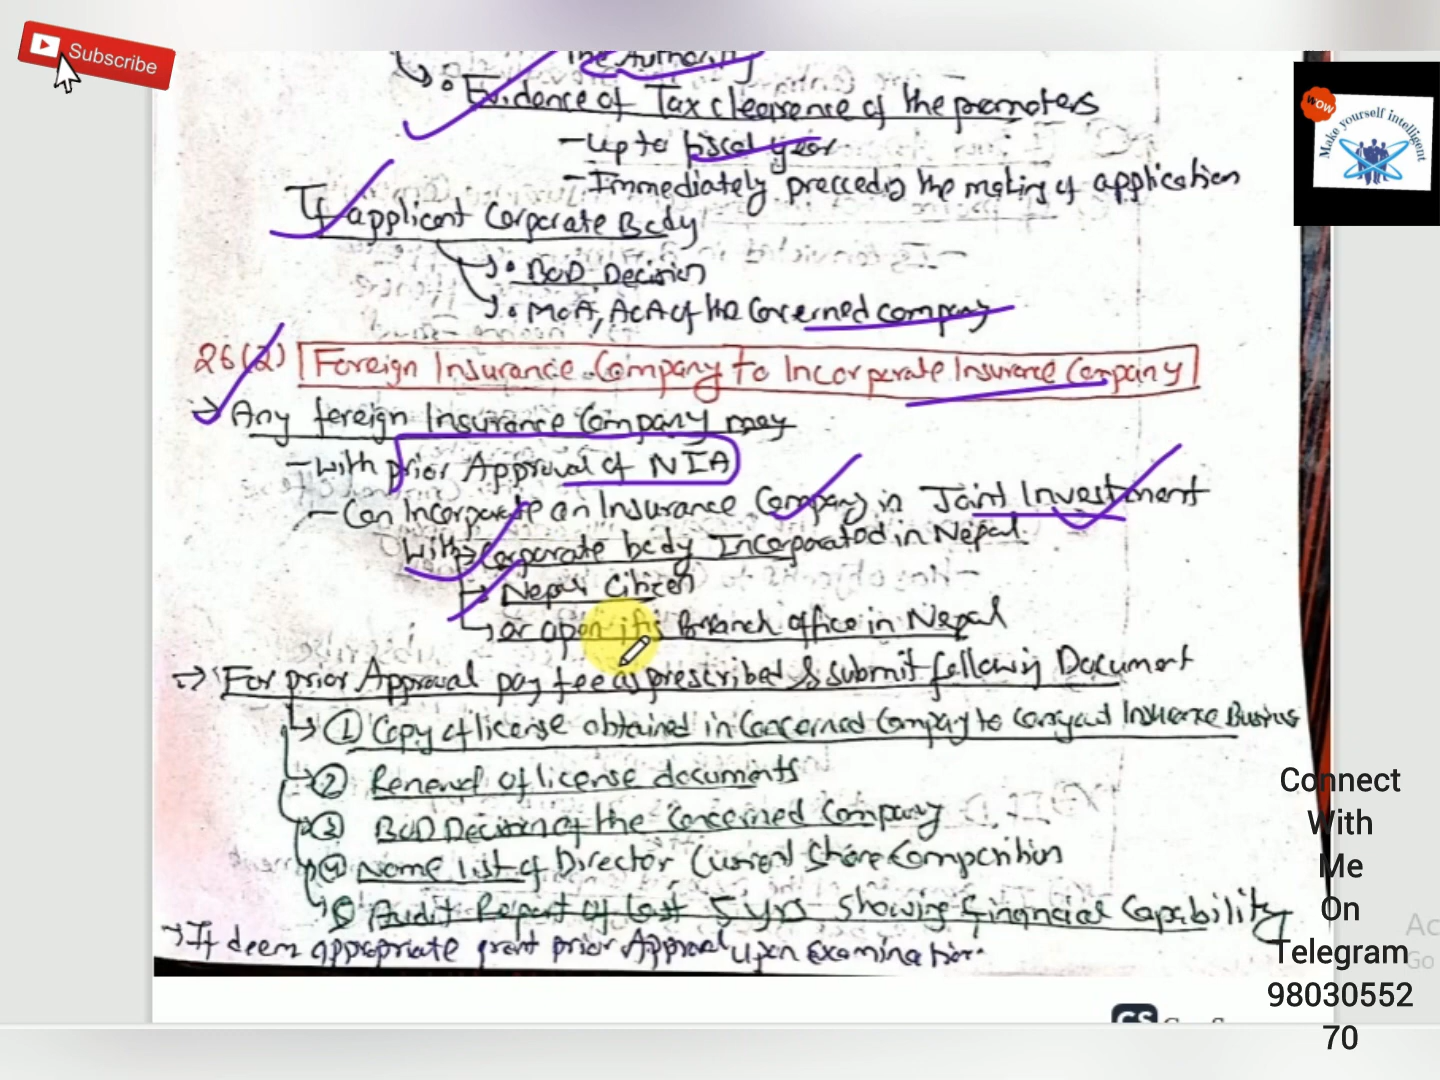 Subscribe
the Authority
• Evidence of Tax clearence of the promoters
WOW
Make yourself intelligent
- Up to fiscal year
- Immediately preceding the making of application
If applicant Corporate Body
• BOD Decision
• MOA, AOA of the Concerned company
26(2) Foreign Insurance Company to Incorporate Insurance Company
→ Any foreign Insurance Company may
- with prior Approval of NIA
- Can Incorporate an Insurance Company in Joint Investment
with → Corporate body Incorporated in Nepal
→ Nepali Citizen
→ or open its Branch office in Nepal
→ For prior Approval pay fee as prescribed & submit following Document
→ ① Copy of license obtained in Concerned Company to carryout Insurance Business
→ ② Renewal of license documents
→ ③ BOD Decision of the Concerned Company
→ ④ Name list of Director Current Share Composition
→ ⑤ Audit Report of last 5 yrs showing financial Capability
→ If deem appropriate grant prior Approval upon examination.
CS
Connect
With
Me
On
Telegram
98030552
70